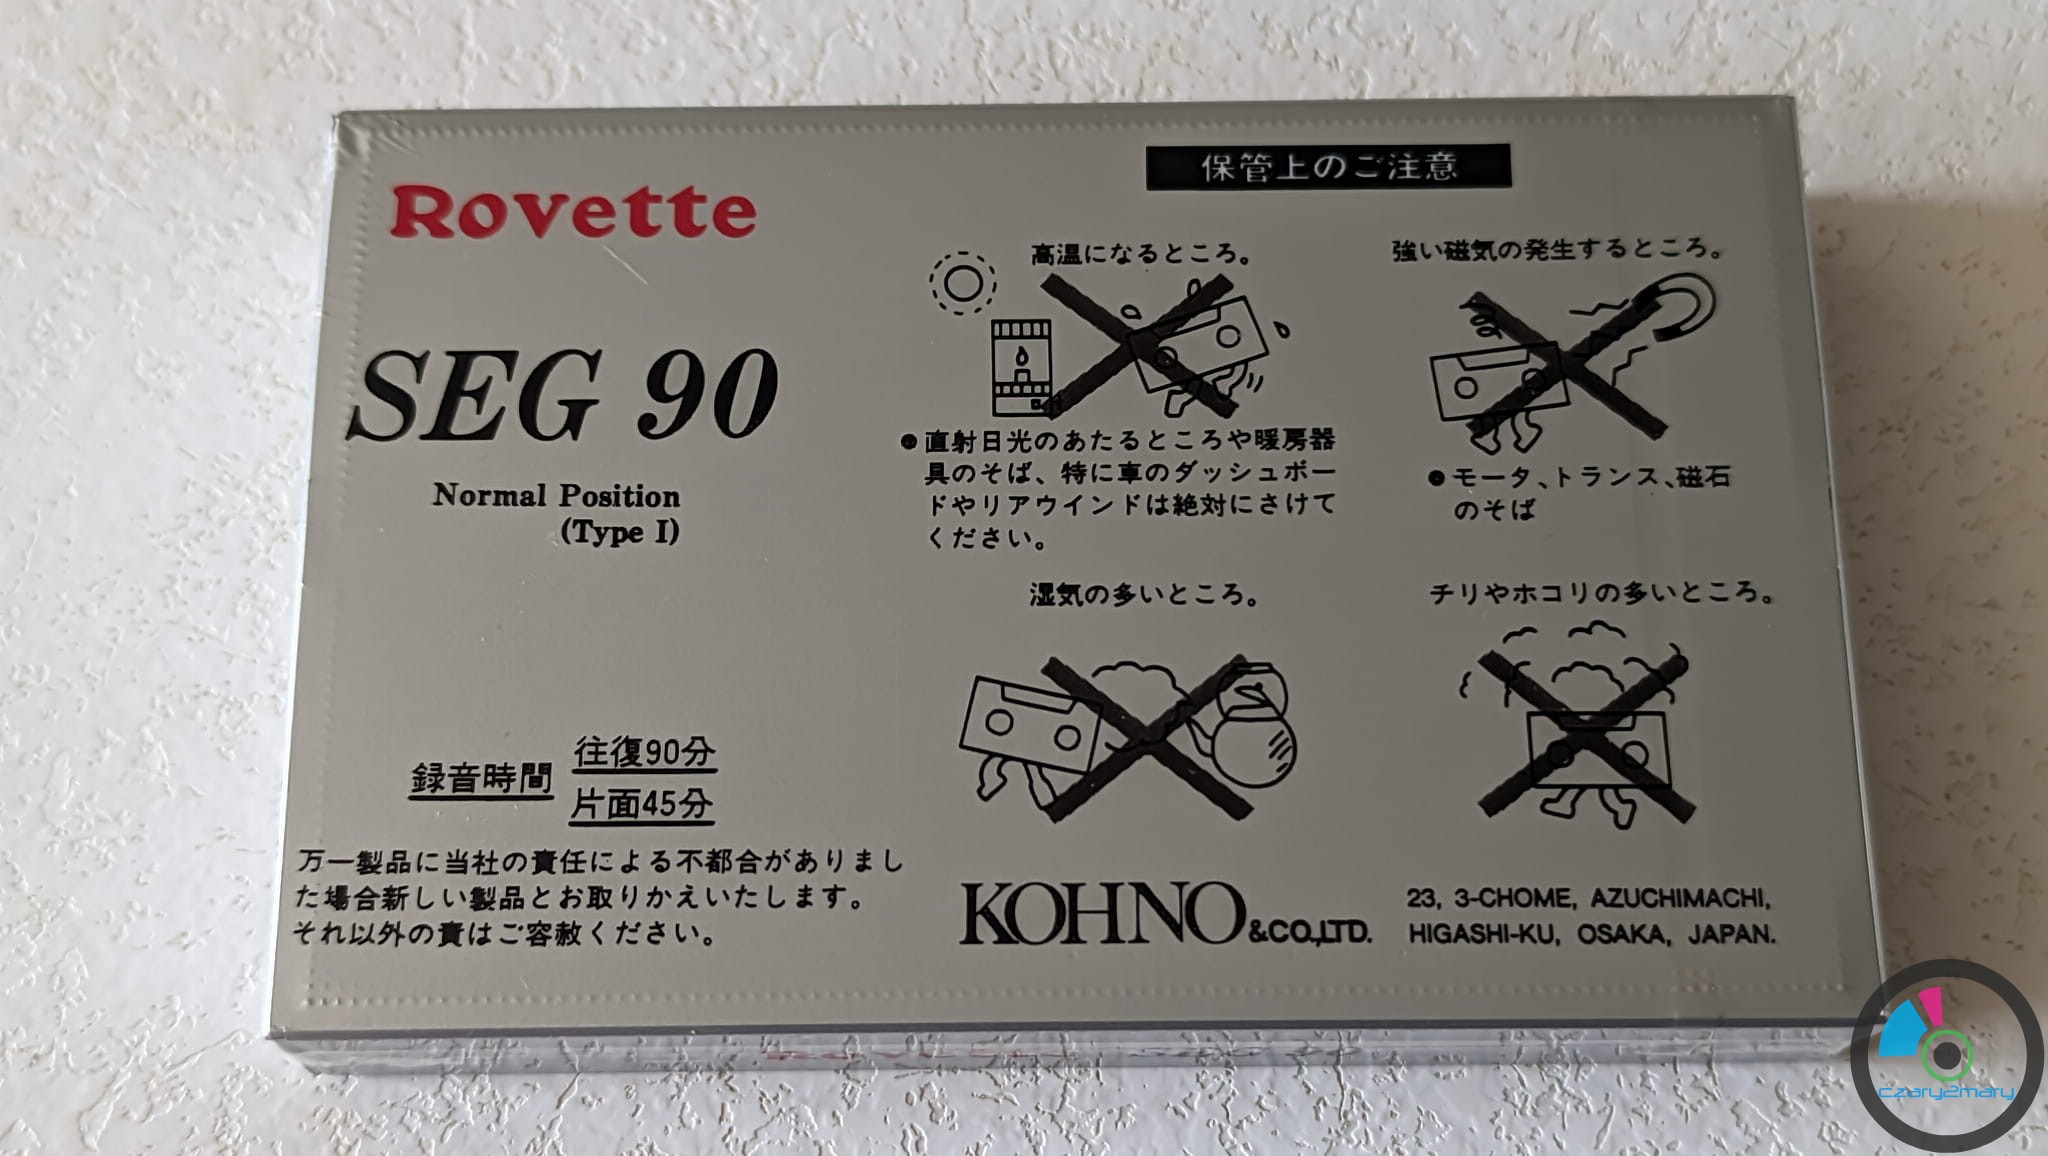 Rovette
SEG 90
Normal Position
(Type I)
録音時間
往復90分
片面45分
万一製品に当社の責任による不都合がありまし
た場合新しい製品とお取りかえいたします。
それ以外の責はご容赦ください。
保管上のご注意
高温になるところ。
●直射日光のあたるところや暖房器
具のそば、特に車のダッシュボー
ドやリアウインドは絶対にさけて
ください。
強い磁気の発生するところ。
●モータ、トランス、磁石
のそば
湿気の多いところ。
チリやホコリの多いところ。
KOHNO &CO.,LTD.
23, 3-CHOME, AZUCHIMACHI,
HIGASHI-KU, OSAKA, JAPAN.
czary2mary